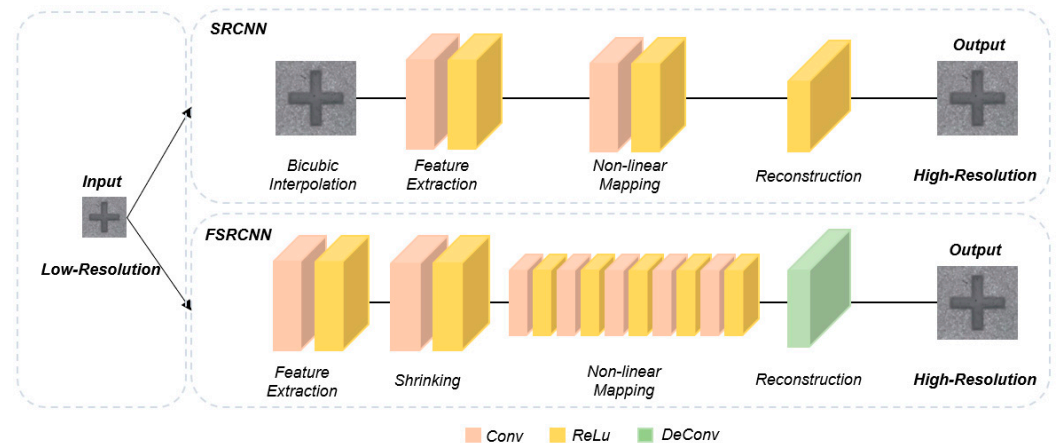 SRCNN
Output
Bicubic
Interpolation
Feature
Extraction
Non-linear
Mapping
Reconstruction
High-Resolution
Input
Low-Resolution
FSRCNN
Output
Feature
Extraction
Shrinking
Non-linear
Mapping
Reconstruction
High-Resolution
Conv
ReLu
DeConv